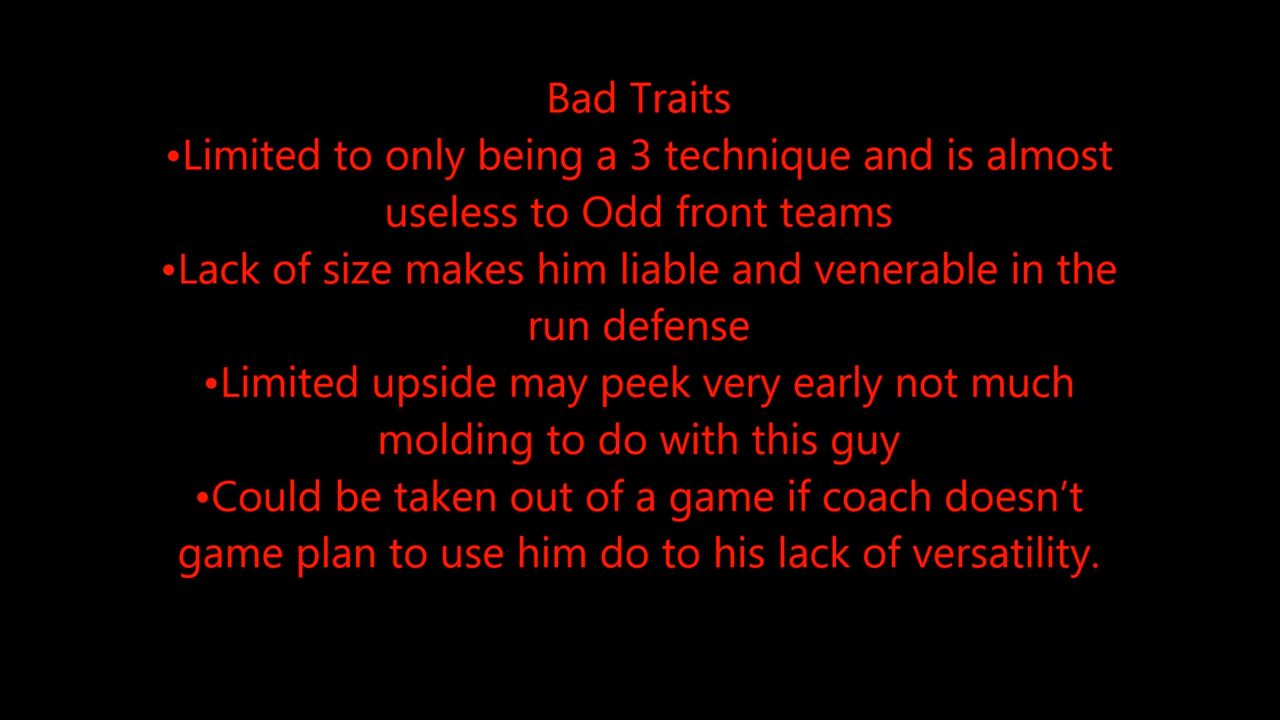 Bad Traits
•Limited to only being a 3 technique and is almost
useless to Odd front teams
•Lack of size makes him liable and venerable in the
run defense
•Limited upside may peek very early not much
molding to do with this guy
•Could be taken out of a game if coach doesn’t
game plan to use him do to his lack of versatility.